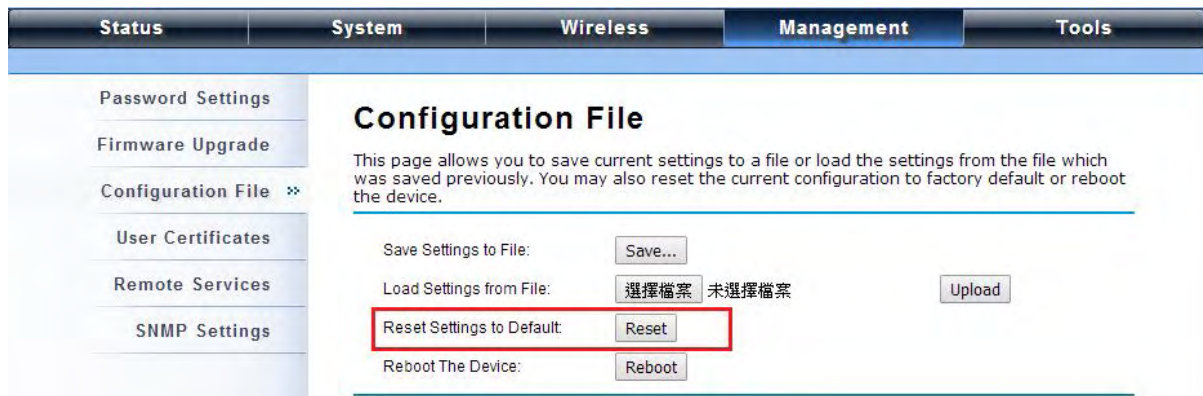 Status System Wireless Management Tools
Password Settings
Firmware Upgrade
Configuration File »
User Certificates
Remote Services
SNMP Settings
Configuration File
This page allows you to save current settings to a file or load the settings from the file which
was saved previously. You may also reset the current configuration to factory default or reboot
the device.
Save Settings to File: Save...
Load Settings from File: 選擇檔案 未選擇檔案 Upload
Reset Settings to Default: Reset
Reboot The Device: Reboot